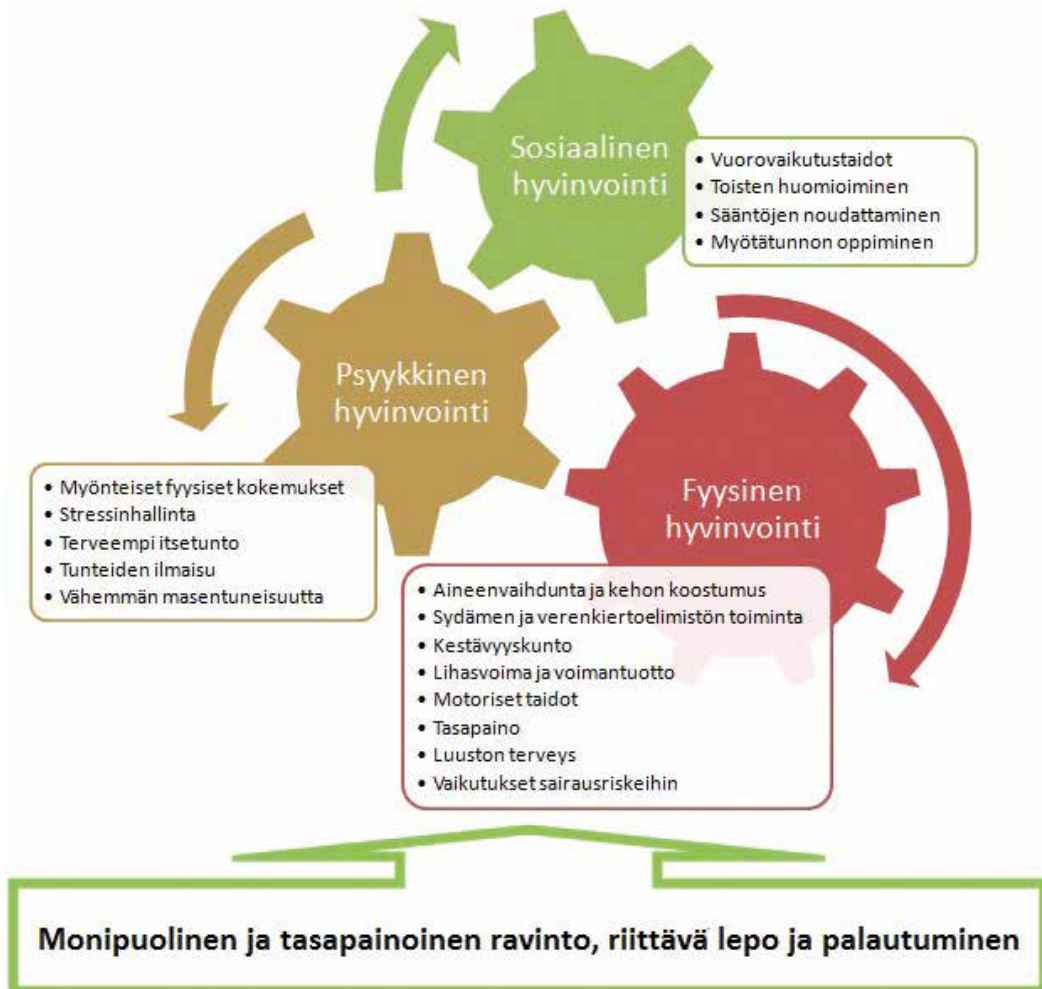 Sosiaalinen
hyvinvointi
• Vuorovaikutustaidot
• Toisten huomioiminen
• Sääntöjen noudattaminen
• Myötätunnon oppiminen
Psyykkinen
hyvinvointi
• Myönteiset fyysiset kokemukset
• Stressinhallinta
• Terveempi itsetunto
• Tunteiden ilmaisu
• Vähemmän masentuneisuutta
Fyysinen
hyvinvointi
• Aineenvaihdunta ja kehon koostumus
• Sydämen ja verenkiertoelimistön toiminta
• Kestävyyskunto
• Lihasvoima ja voimantuotto
• Motoriset taidot
• Tasapaino
• Luuston terveys
• Vaikutukset sairausriskeihin
Monipuolinen ja tasapainoinen ravinto, riittävä lepo ja palautuminen